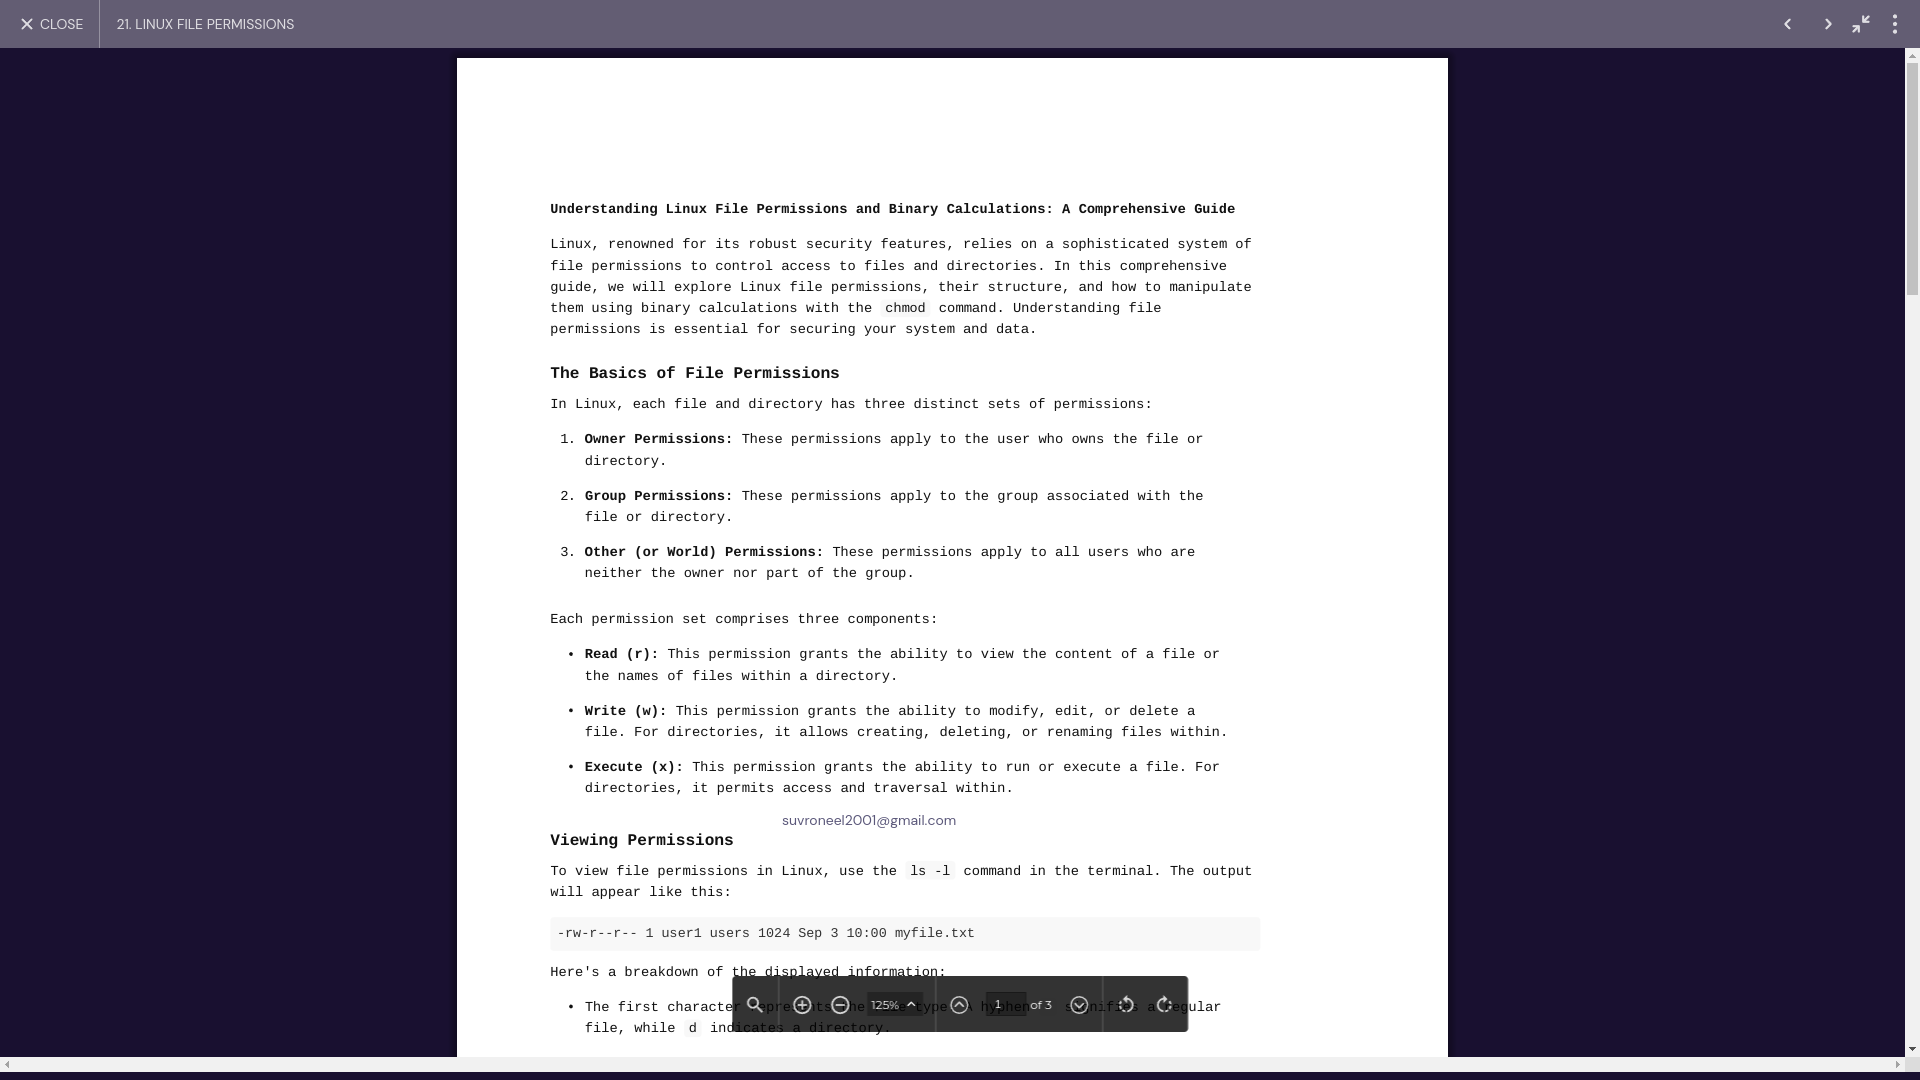 CLOSE
21. LINUX FILE PERMISSIONS
Understanding Linux File Permissions and Binary Calculations: A Comprehensive Guide
Linux, renowned for its robust security features, relies on a sophisticated system of
file permissions to control access to files and directories. In this comprehensive
guide, we will explore Linux file permissions, their structure, and how to manipulate
them using binary calculations with the chmod command. Understanding file
permissions is essential for securing your system and data.
The Basics of File Permissions
In Linux, each file and directory has three distinct sets of permissions:
1. Owner Permissions: These permissions apply to the user who owns the file or
directory.
2. Group Permissions: These permissions apply to the group associated with the
file or directory.
3. Other (or World) Permissions: These permissions apply to all users who are
neither the owner nor part of the group.
Each permission set comprises three components:
• Read (r): This permission grants the ability to view the content of a file or
the names of files within a directory.
• Write (w): This permission grants the ability to modify, edit, or delete a
file. For directories, it allows creating, deleting, or renaming files within.
• Execute (x): This permission grants the ability to run or execute a file. For
directories, it permits access and traversal within.
suvroneel2001@gmail.com
Viewing Permissions
To view file permissions in Linux, use the ls -l command in the terminal. The output
will appear like this:
-rw-r--r-- 1 user1 users 1024 Sep 3 10:00 myfile.txt
Here's a breakdown of the displayed information:
• The first character represents the type A hyphen signifies a regular
125% 1 of 3
file, while d indicates a directory.